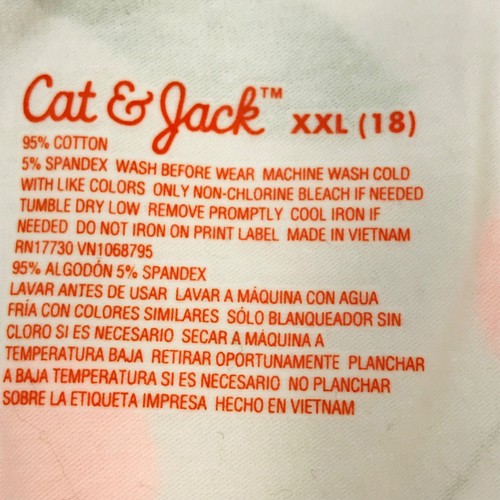 Cat & Jack™ XXL (18)
95% COTTON
5% SPANDEX WASH BEFORE WEAR MACHINE WASH COLD
WITH LIKE COLORS ONLY NON-CHLORINE BLEACH IF NEEDED
TUMBLE DRY LOW REMOVE PROMPTLY COOL IRON IF
NEEDED DO NOT IRON ON PRINT LABEL MADE IN VIETNAM
RN17730 VN1068795
95% ALGODÓN 5% SPANDEX
LAVAR ANTES DE USAR LAVAR A MÁQUINA CON AGUA
FRÍA CON COLORES SIMILARES SÓLO BLANQUEADOR SIN
CLORO SI ES NECESARIO SECAR A MÁQUINA A
TEMPERATURA BAJA RETIRAR OPORTUNAMENTE PLANCHAR
A BAJA TEMPERATURA SI ES NECESARIO NO PLANCHAR
SOBRE LA ETIQUETA IMPRESA HECHO EN VIETNAM